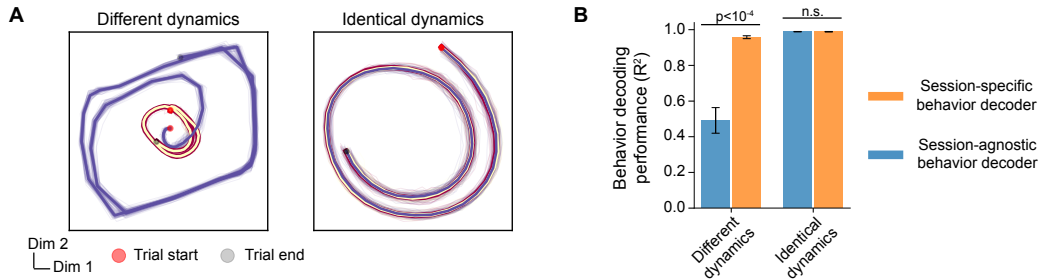 A
Different dynamics
Identical dynamics
Dim 2
Dim 1
Trial start
Trial end
B
p<10⁻⁴
n.s.
Behavior decoding
performance (R²)
1.0
0.8
0.6
0.4
0.2
0.0
Different
dynamics
Identical
dynamics
Session-specific
behavior decoder
Session-agnostic
behavior decoder